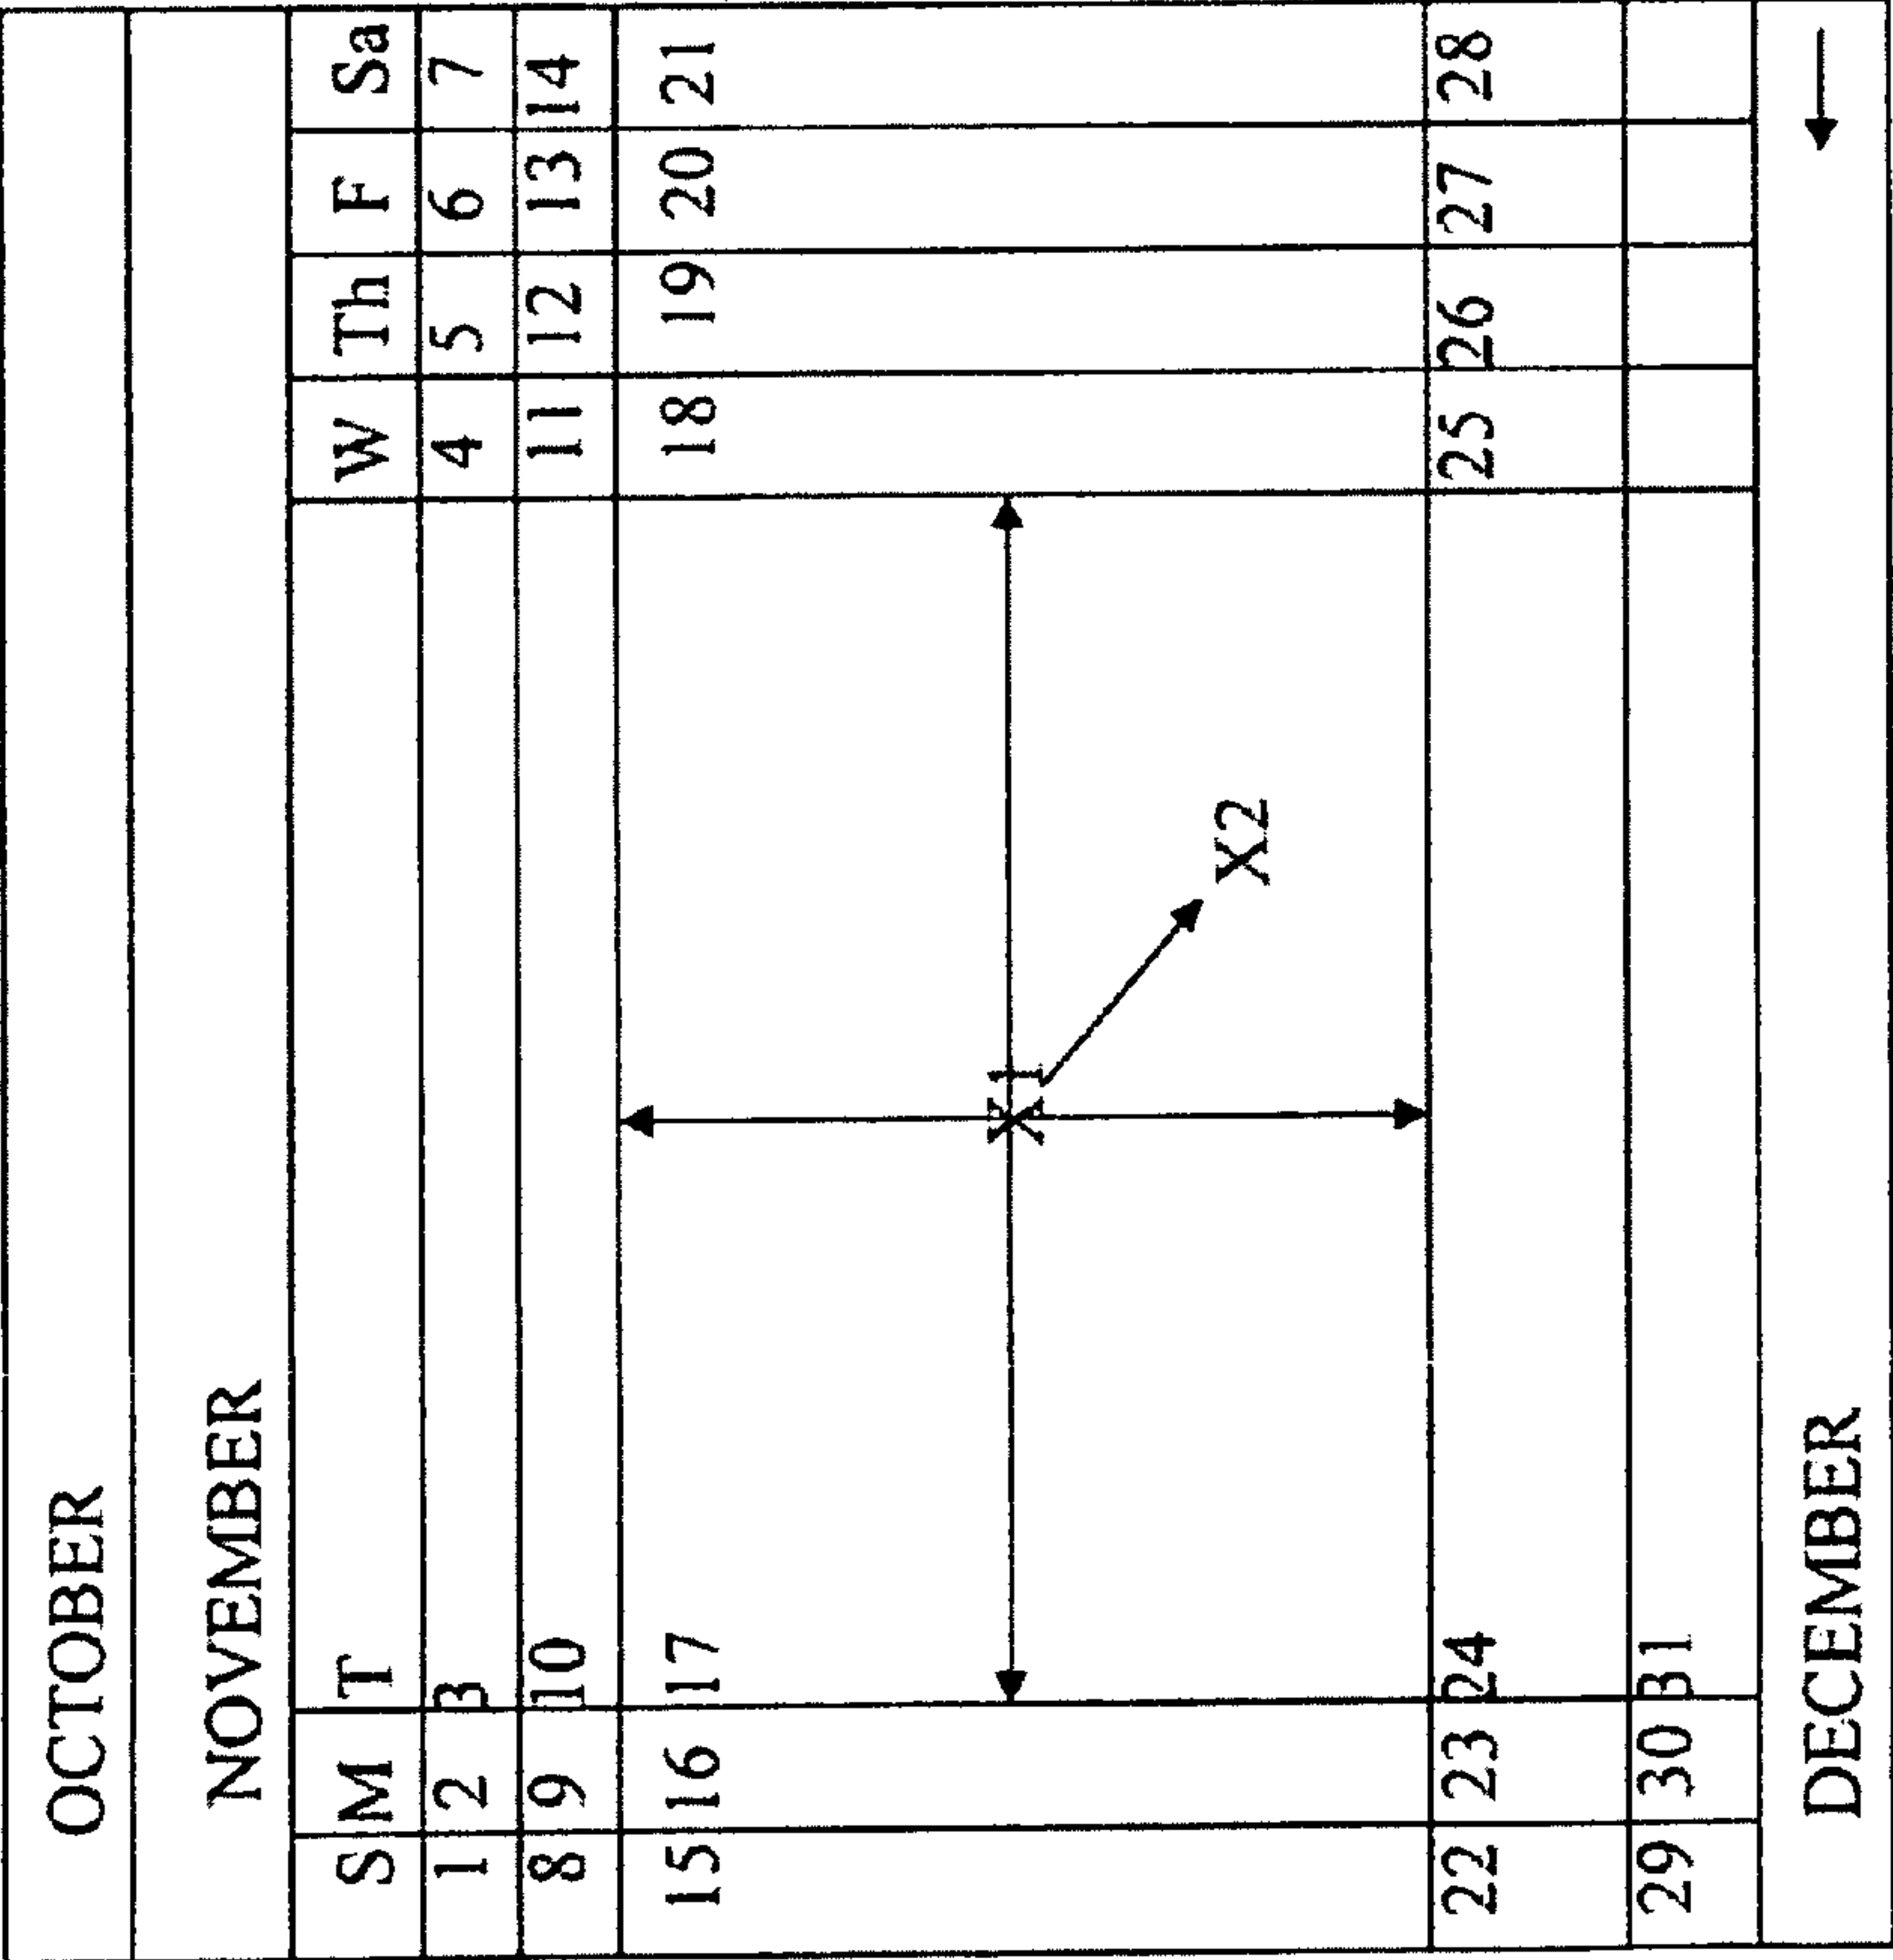 OCTOBER
NOVEMBER
S M T W Th F Sa
1 2 3 4 5 6 7
8 9 10 11 12 13 14
15 16 17 18 19 20 21
X1
X2
22 23 24 25 26 27 28
29 30 31
DECEMBER